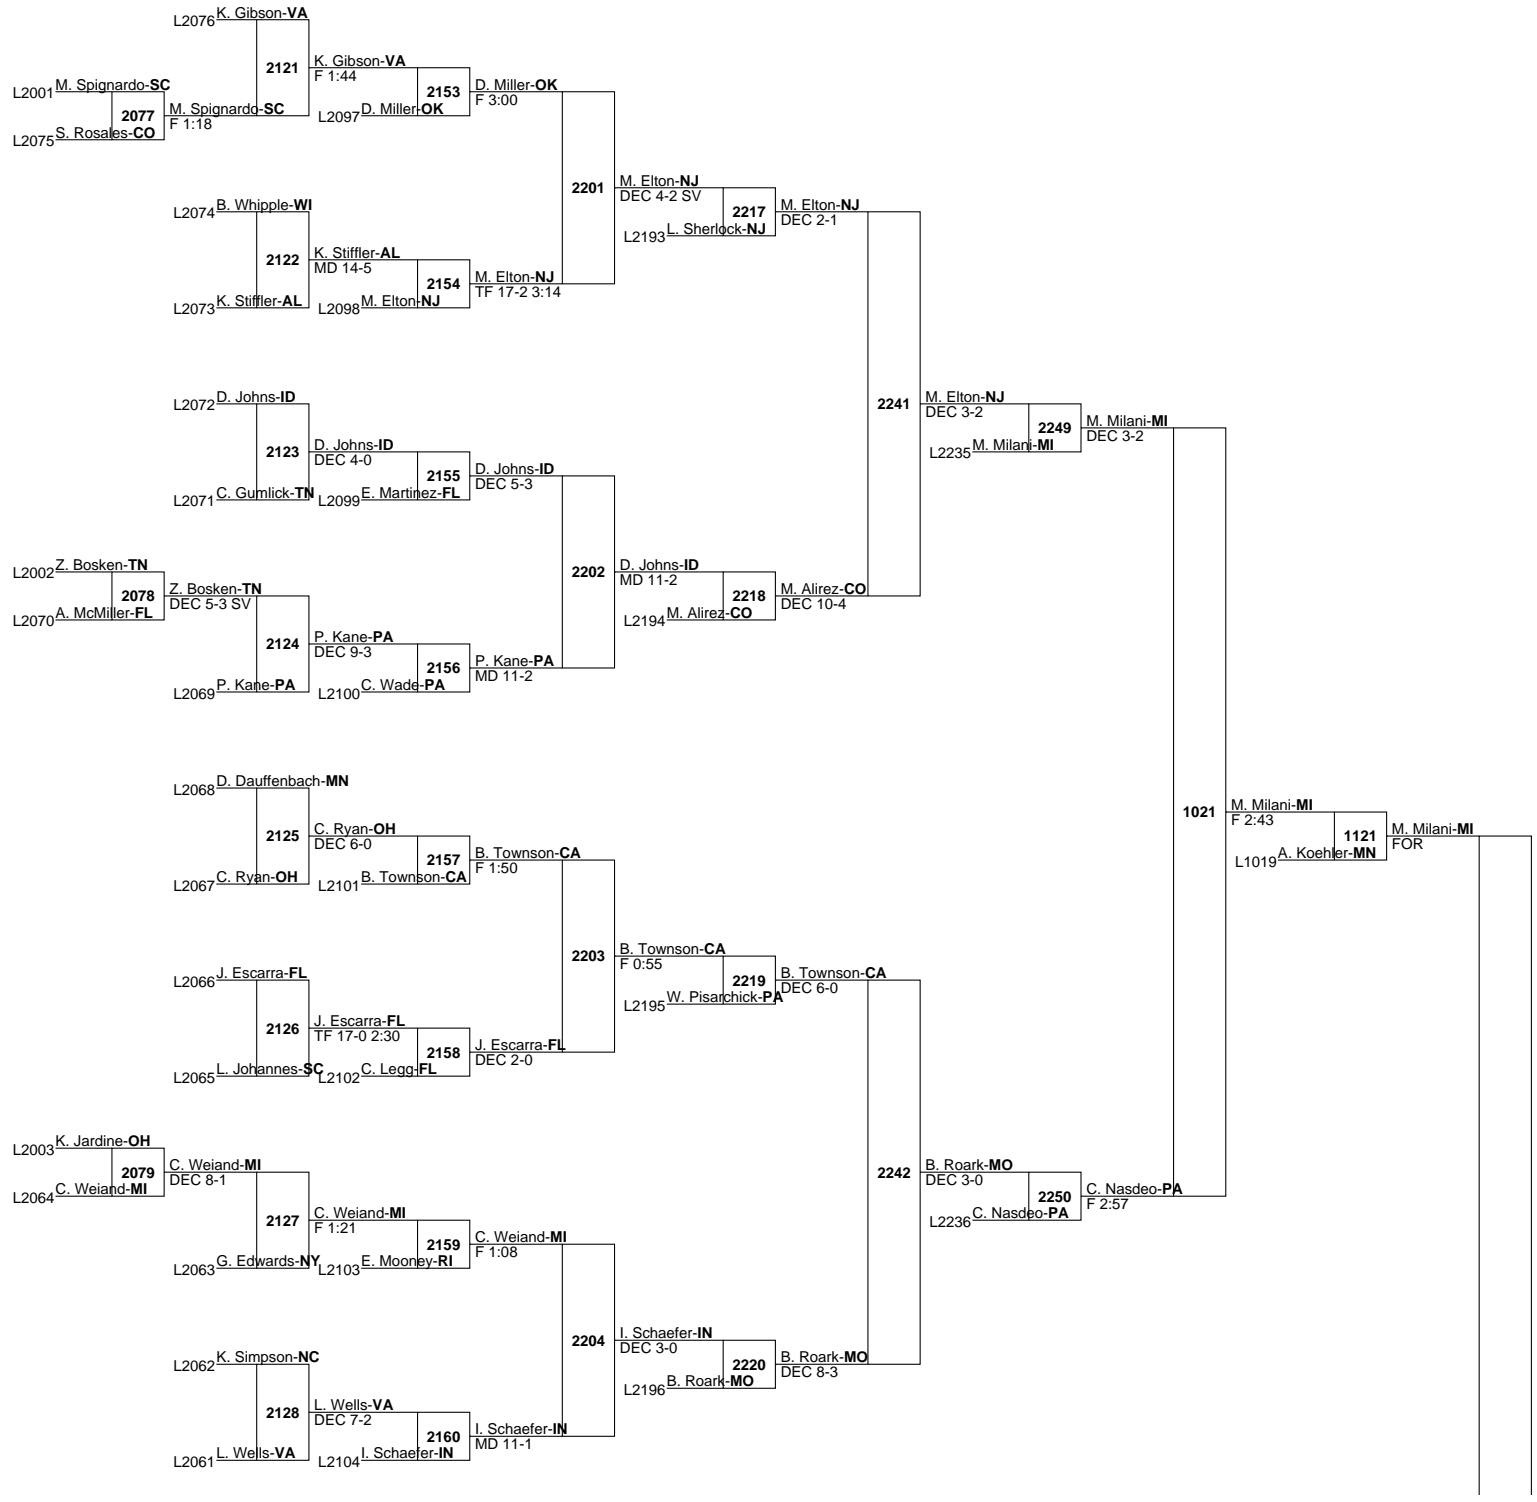 L2076 K. Gibson-VA
2121
K. Gibson-VA
F 1:44
L2001 M. Spignardo-SC
2077
M. Spignardo-SC
F 1:18
L2075 S. Rosales-CO
2153
L2097 D. Miller-OK
D. Miller-OK
F 3:00
2201
L2074 B. Whipple-WI
2122
K. Stiffler-AL
MD 14-5
L2073 K. Stiffler-AL
2154
L2098 M. Elton-NJ
M. Elton-NJ
TF 17-2 3:14
M. Elton-NJ
DEC 4-2 SV
2217
L2193 L. Sherlock-NJ
M. Elton-NJ
DEC 2-1
2241
L2072 D. Johns-ID
2123
D. Johns-ID
DEC 4-0
L2071 C. Gumlick-TN
2155
L2099 E. Martinez-FL
D. Johns-ID
DEC 5-3
2202
L2002 Z. Bosken-TN
2078
Z. Bosken-TN
DEC 5-3 SV
L2070 A. McMiller-FL
2124
P. Kane-PA
DEC 9-3
L2069 P. Kane-PA
2156
L2100 C. Wade-PA
P. Kane-PA
MD 11-2
D. Johns-ID
MD 11-2
2218
L2194 M. Alirez-CO
M. Alirez-CO
DEC 10-4
M. Elton-NJ
DEC 3-2
2249
L2235 M. Milani-MI
M. Milani-MI
DEC 3-2
1021
L2068 D. Dauffenbach-MN
2125
C. Ryan-OH
DEC 6-0
L2067 C. Ryan-OH
2157
L2101 B. Townson-CA
B. Townson-CA
F 1:50
2203
L2066 J. Escarra-FL
2126
J. Escarra-FL
TF 17-0 2:30
L2065 L. Johannes-SC
2158
L2102 C. Legg-FL
J. Escarra-FL
DEC 2-0
B. Townson-CA
F 0:55
2219
L2195 W. Pisarchick-PA
B. Townson-CA
DEC 6-0
2242
L2003 K. Jardine-OH
2079
C. Weiand-MI
DEC 8-1
L2064 C. Weiand-MI
2127
C. Weiand-MI
F 1:21
L2063 G. Edwards-NY
2159
L2103 E. Mooney-RI
C. Weiand-MI
F 1:08
2204
L2062 K. Simpson-NC
2128
L. Wells-VA
DEC 7-2
L2061 L. Wells-VA
2160
L2104 I. Schaefer-IN
I. Schaefer-IN
MD 11-1
I. Schaefer-IN
DEC 3-0
2220
L2196 B. Roark-MO
B. Roark-MO
DEC 8-3
B. Roark-MO
DEC 3-0
2250
L2236 C. Nasdeo-PA
C. Nasdeo-PA
F 2:57
M. Milani-MI
F 2:43
1121
L1019 A. Koehler-MN
M. Milani-MI
FOR